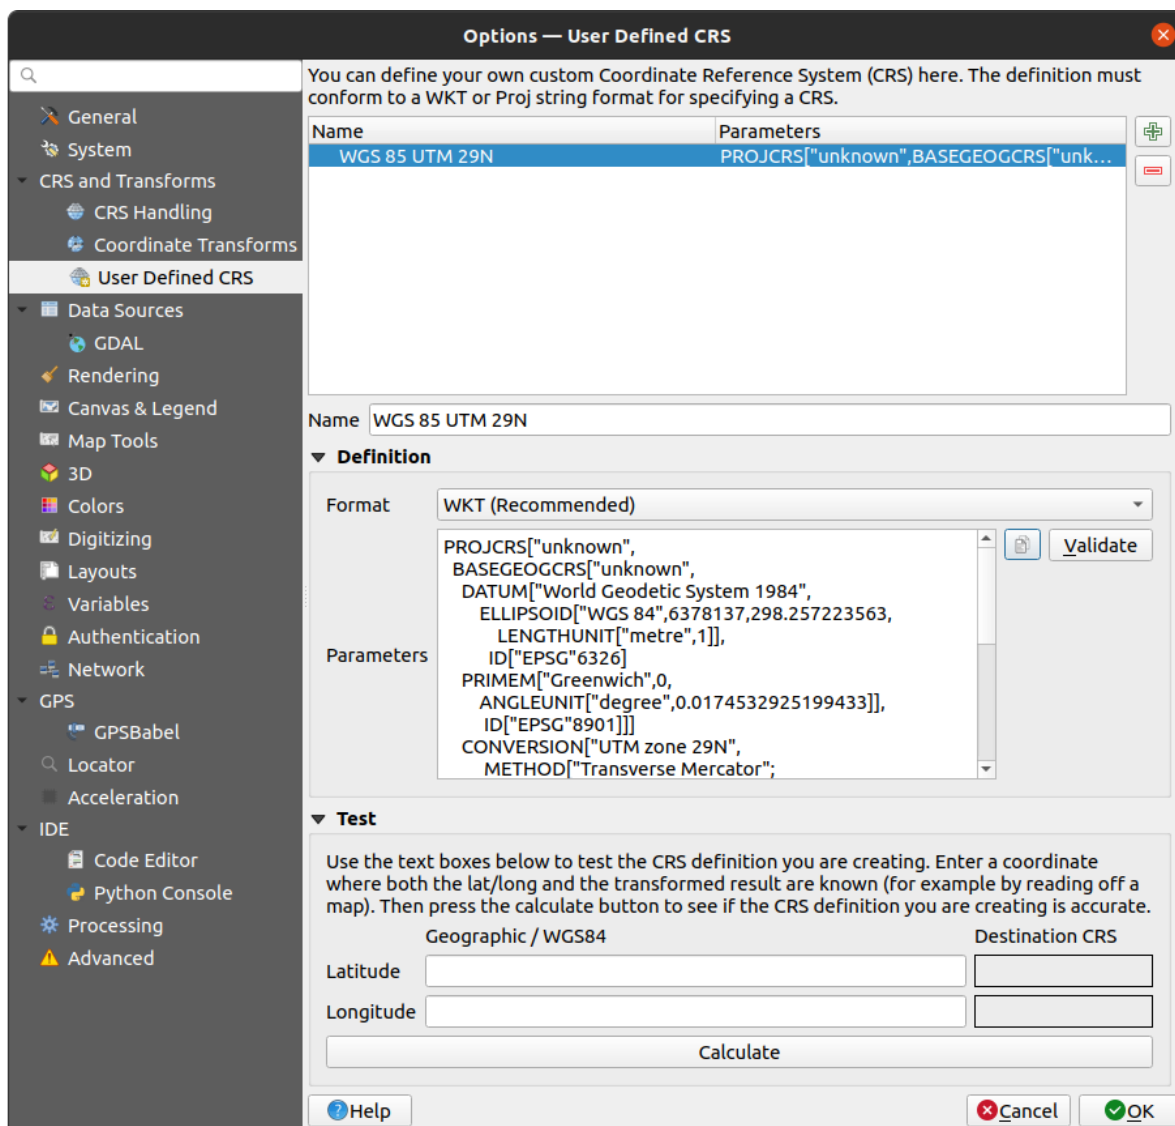 Options — User Defined CRS
General
System
CRS and Transforms
CRS Handling
Coordinate Transforms
User Defined CRS
Data Sources
GDAL
Rendering
Canvas & Legend
Map Tools
3D
Colors
Digitizing
Layouts
Variables
Authentication
Network
GPS
GPSBabel
Locator
Acceleration
IDE
Code Editor
Python Console
Processing
Advanced
You can define your own custom Coordinate Reference System (CRS) here. The definition must
conform to a WKT or Proj string format for specifying a CRS.
Name Parameters
WGS 85 UTM 29N PROJCRS["unknown",BASEGEOGCRS["unk...
Name WGS 85 UTM 29N
Definition
Format WKT (Recommended)
Parameters
PROJCRS["unknown",
BASEGEOGCRS["unknown",
DATUM["World Geodetic System 1984",
ELLIPSOID["WGS 84",6378137,298.257223563,
LENGTHUNIT["metre",1]],
ID["EPSG"6326]
PRIMEM["Greenwich",0,
ANGLEUNIT["degree",0.0174532925199433]],
ID["EPSG"8901]]]
CONVERSION["UTM zone 29N",
METHOD["Transverse Mercator";
Validate
Test
Use the text boxes below to test the CRS definition you are creating. Enter a coordinate
where both the lat/long and the transformed result are known (for example by reading off a
map). Then press the calculate button to see if the CRS definition you are creating is accurate.
Geographic / WGS84 Destination CRS
Latitude
Longitude
Calculate
Help
Cancel
OK